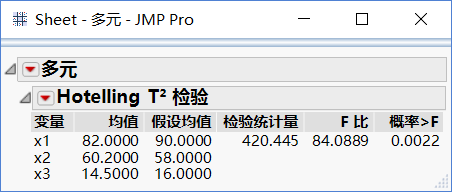 Sheet - 多元 - JMP Pro
多元
Hotelling T² 检验
变量 均值 假设均值 检验统计量 F 比 概率>F
x1 82.0000 90.0000 420.445 84.0889 0.0022
x2 60.2000 58.0000
x3 14.5000 16.0000